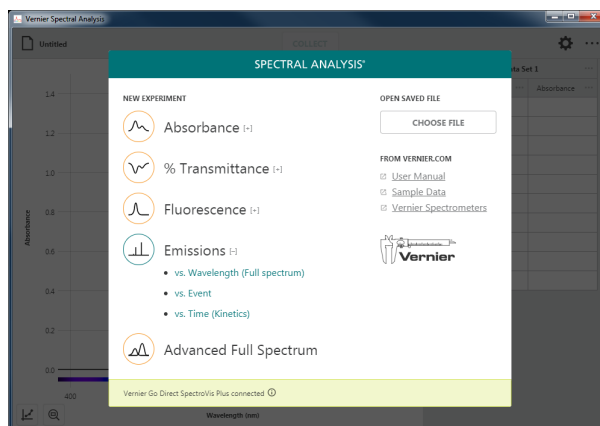 Vernier Spectral Analysis
Untitled
COLLECT
SPECTRAL ANALYSIS®
NEW EXPERIMENT
Absorbance [+]
% Transmittance [+]
Fluorescence [+]
Emissions [-]
• vs. Wavelength (Full spectrum)
• vs. Event
• vs. Time (Kinetics)
Advanced Full Spectrum
OPEN SAVED FILE
CHOOSE FILE
FROM VERNIER.COM
User Manual
Sample Data
Vernier Spectrometers
Vernier
Vernier Go Direct SpectroVis Plus connected
ata Set 1
Absorbance
Absorbance
1.4
1.2
1.0
0.8
0.6
0.4
0.2
0.0
400
Wavelength (nm)